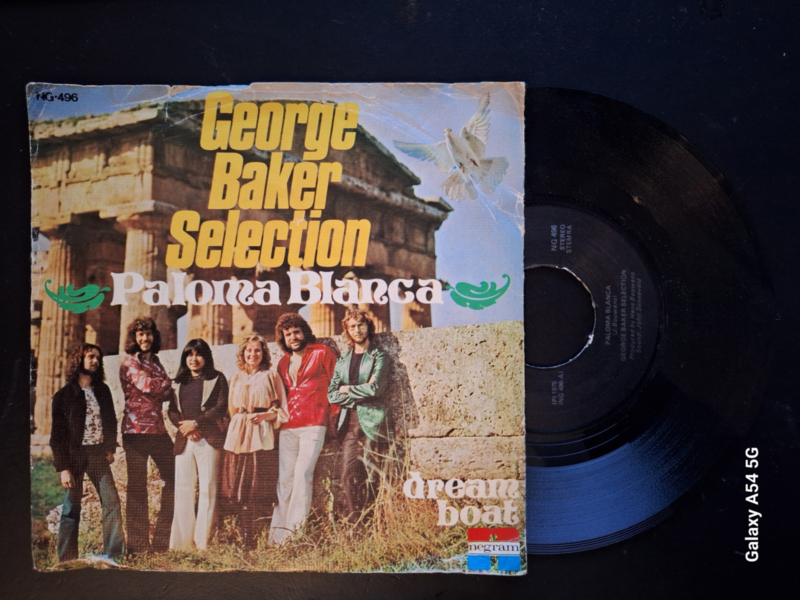 NG-496
George
Baker
Selection
Paloma Blanca
dream
boat
negram
NG 496
STEREO
STEMRA
PALOMA BLANCA
GEORGE BAKER SELECTION
Galaxy A54 5G